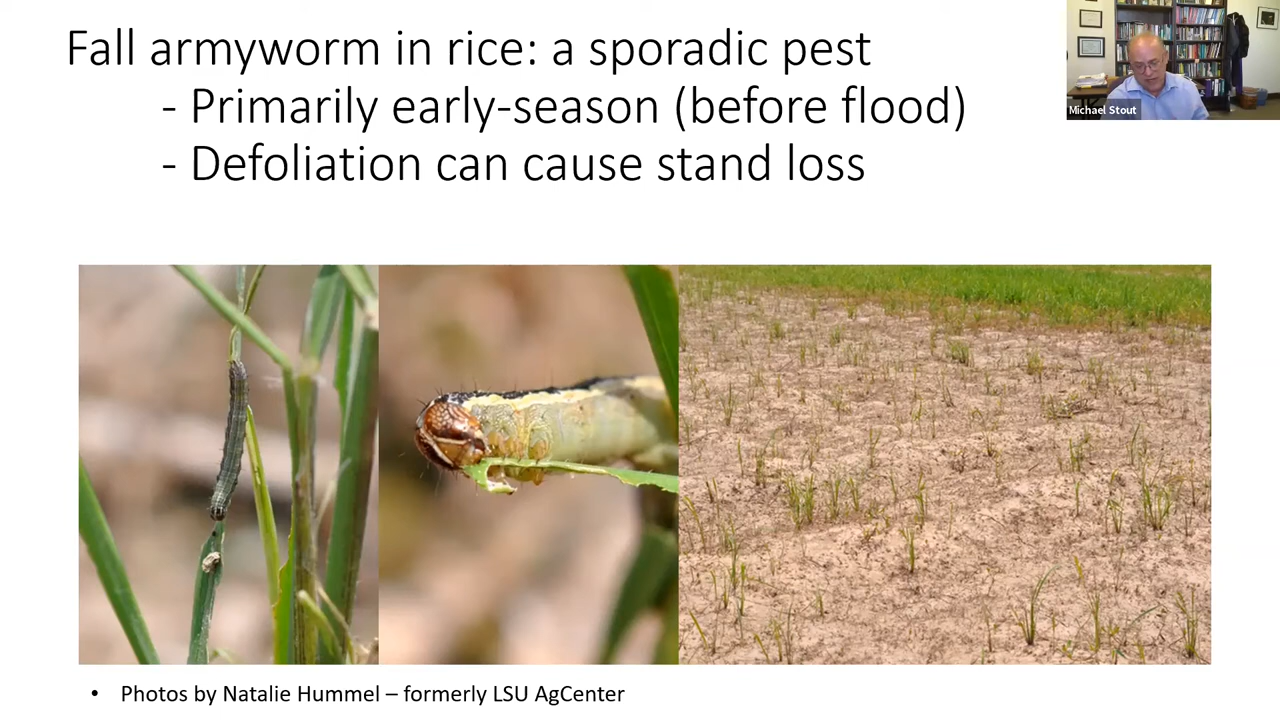 Fall armyworm in rice: a sporadic pest
- Primarily early-season (before flood)
- Defoliation can cause stand loss
Michael Stout
• Photos by Natalie Hummel – formerly LSU AgCenter